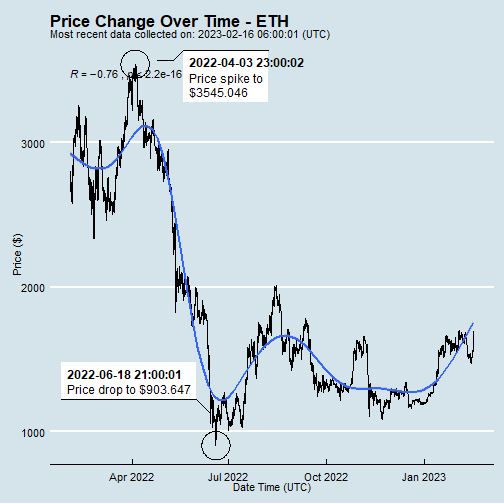 Price Change Over Time - ETH
Most recent data collected on: 2023-02-16 06:00:01 (UTC)
2022-04-03 23:00:02
Price spike to
$3545.046
R = −0.76 , p < 2.2e-16
3000
2000
1000
Price ($)
2022-06-18 21:00:01
Price drop to $903.647
Apr 2022
Jul 2022
Oct 2022
Jan 2023
Date Time (UTC)